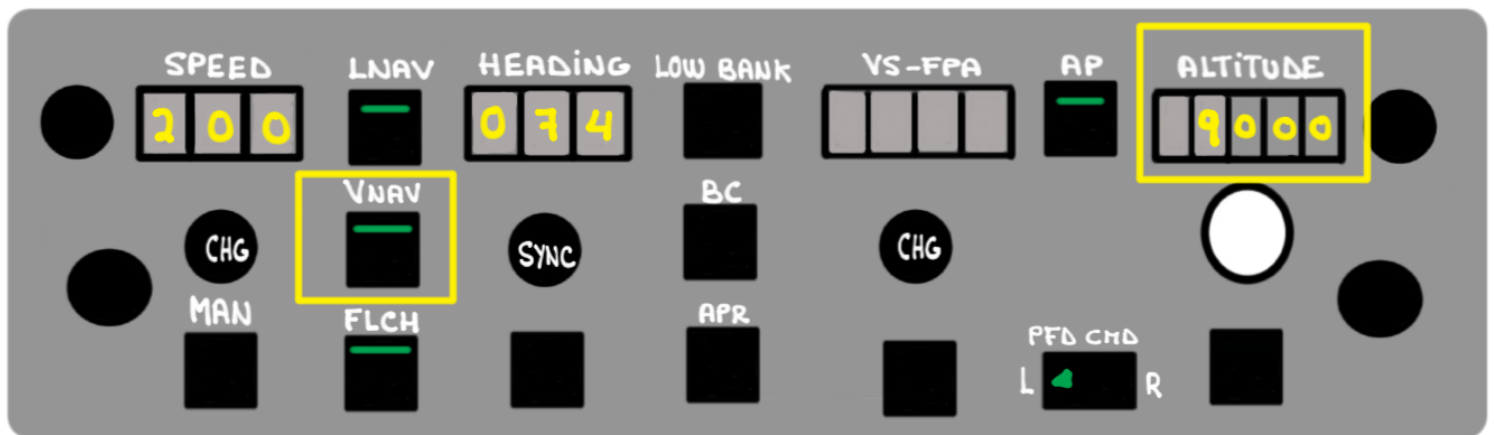 SPEED LNAV HEADING LOW BANK VS-FPA AP ALTITUDE
200 074 9000
VNAV BC
CHG SYNC CHG
MAN FLCH APR PFD CMD
L R